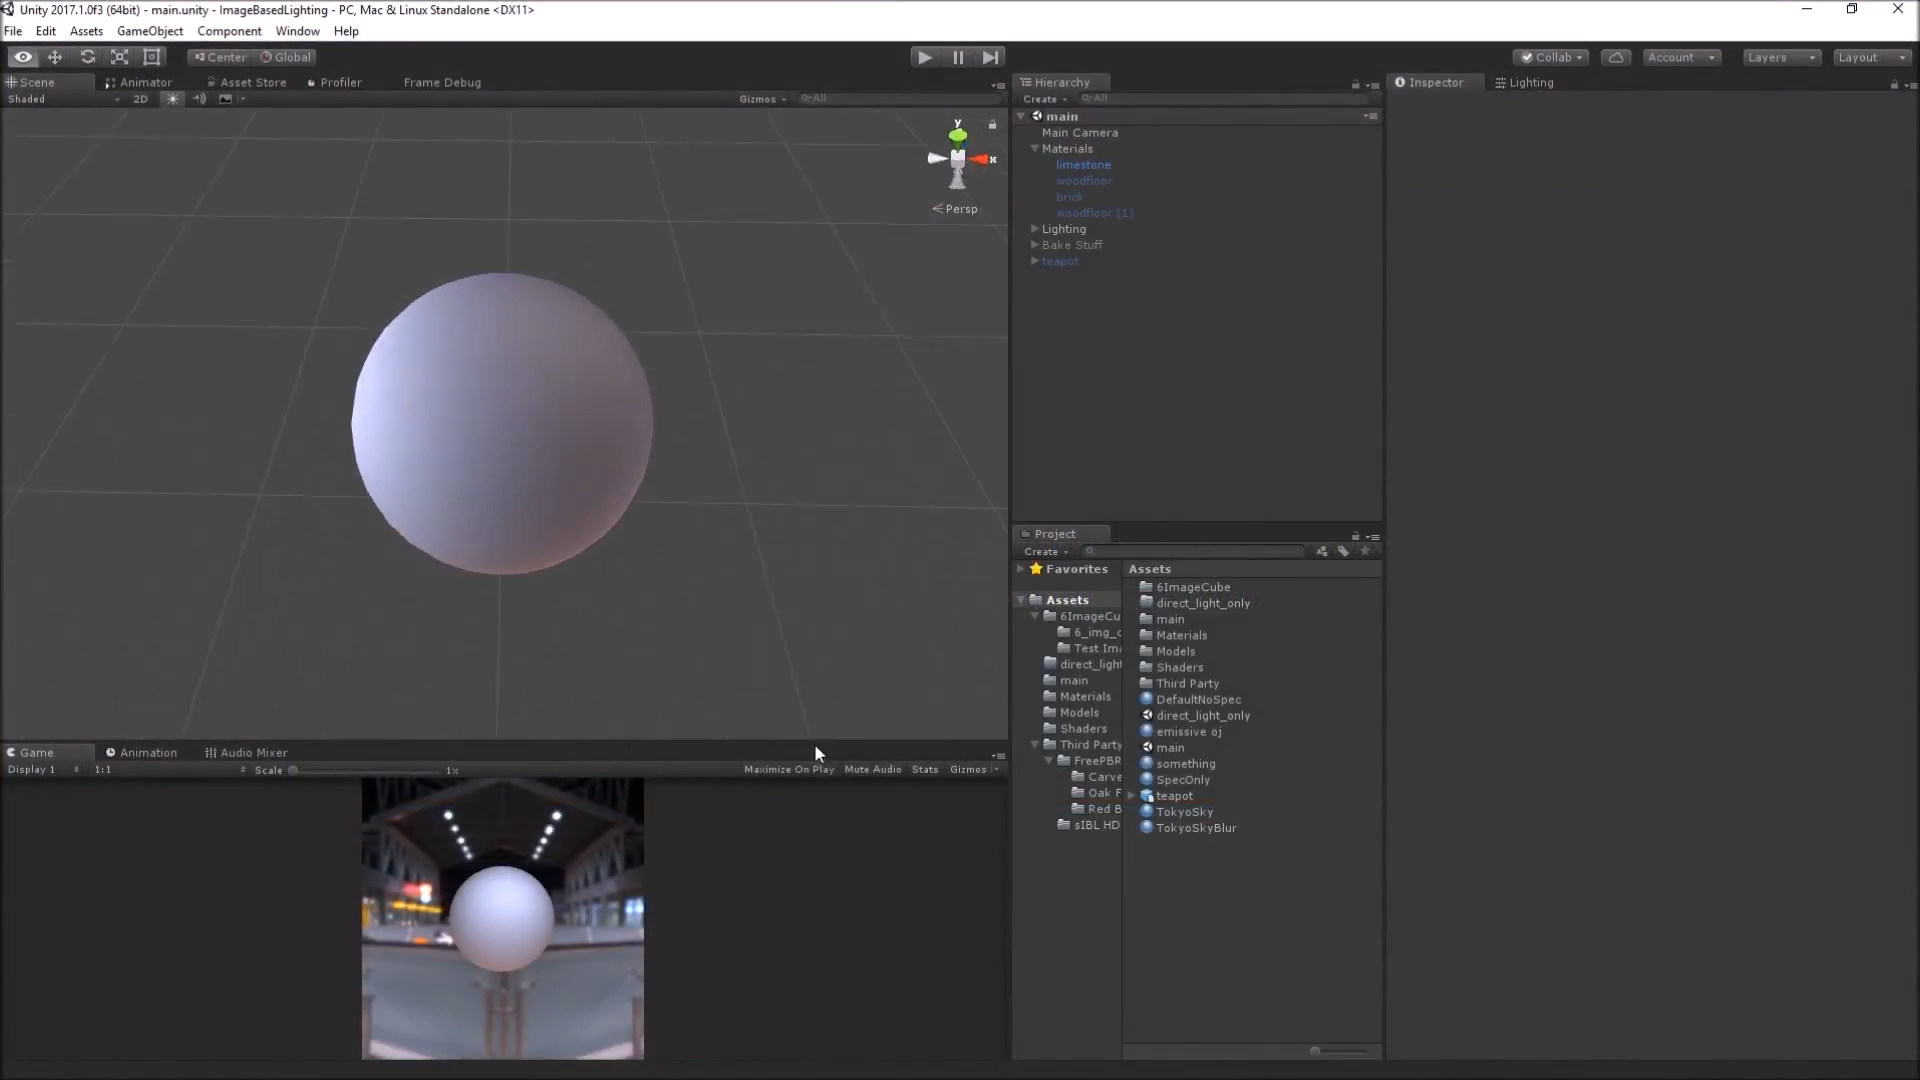 Unity 2017.1.0f3 (64bit) - main.unity - ImageBasedLighting - PC, Mac & Linux Standalone <DX11>
File Edit Assets GameObject Component Window Help
Center Global Collab Account Layers Layout
Scene Animator Asset Store Profiler Frame Debug
Shaded 2D Gizmos All
y
x
Persp
Hierarchy
Create All
main
Main Camera
Materials
limestone
woodfloor
brick
woodfloor (1)
Lighting
Bake Stuff
teapot
Inspector Lighting
Project
Create
Favorites
Assets
6ImageCu
6_img_c
Test Ima
direct_light
main
Materials
Models
Shaders
Third Party
FreePBR
Carve
Oak F
Red B
sIBL HD
Assets
6ImageCube
direct_light_only
main
Materials
Models
Shaders
Third Party
DefaultNoSpec
direct_light_only
emissive oj
main
something
SpecOnly
teapot
TokyoSky
TokyoSkyBlur
Game Animation Audio Mixer
Display 1 1:1 Scale 1x Maximize On Play Mute Audio Stats Gizmos